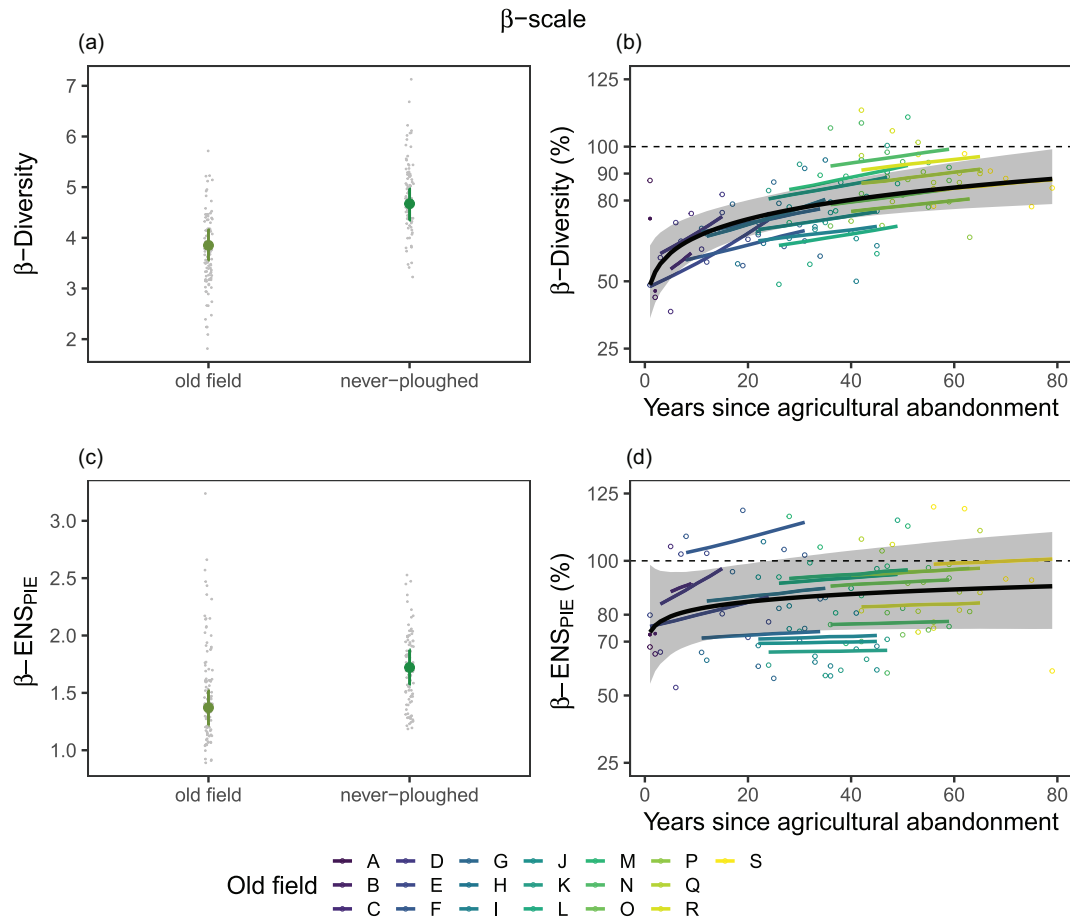 β−scale
(a)
β−Diversity
7
6
5
4
3
2
old field never−ploughed
(b)
β−Diversity (%)
125
100
90
80
50
25
0 20 40 60 80
Years since agricultural abandonment
(c)
β−ENSPIE
3.0
2.5
2.0
1.5
1.0
old field never−ploughed
(d)
β−ENSPIE (%)
125
100
80
70
50
25
0 20 40 60 80
Years since agricultural abandonment
Old field
A D G J M P S
B E H K N Q
C F I L O R